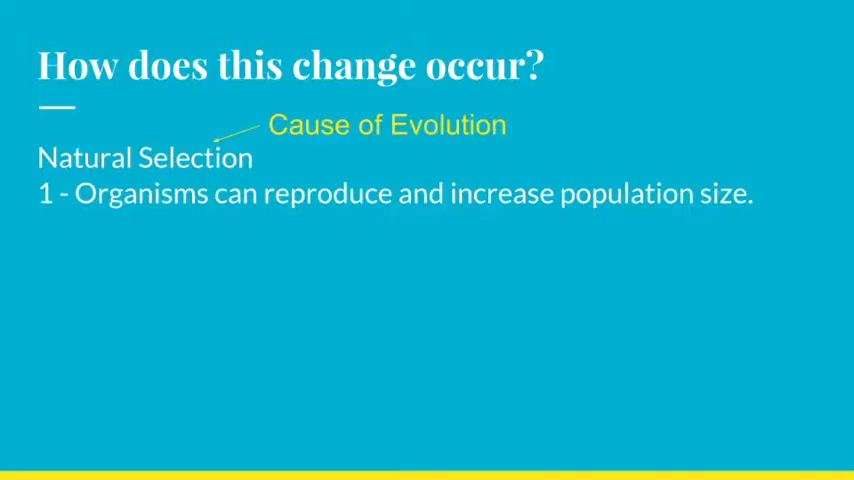 How does this change occur?
Cause of Evolution
Natural Selection
1 - Organisms can reproduce and increase population size.